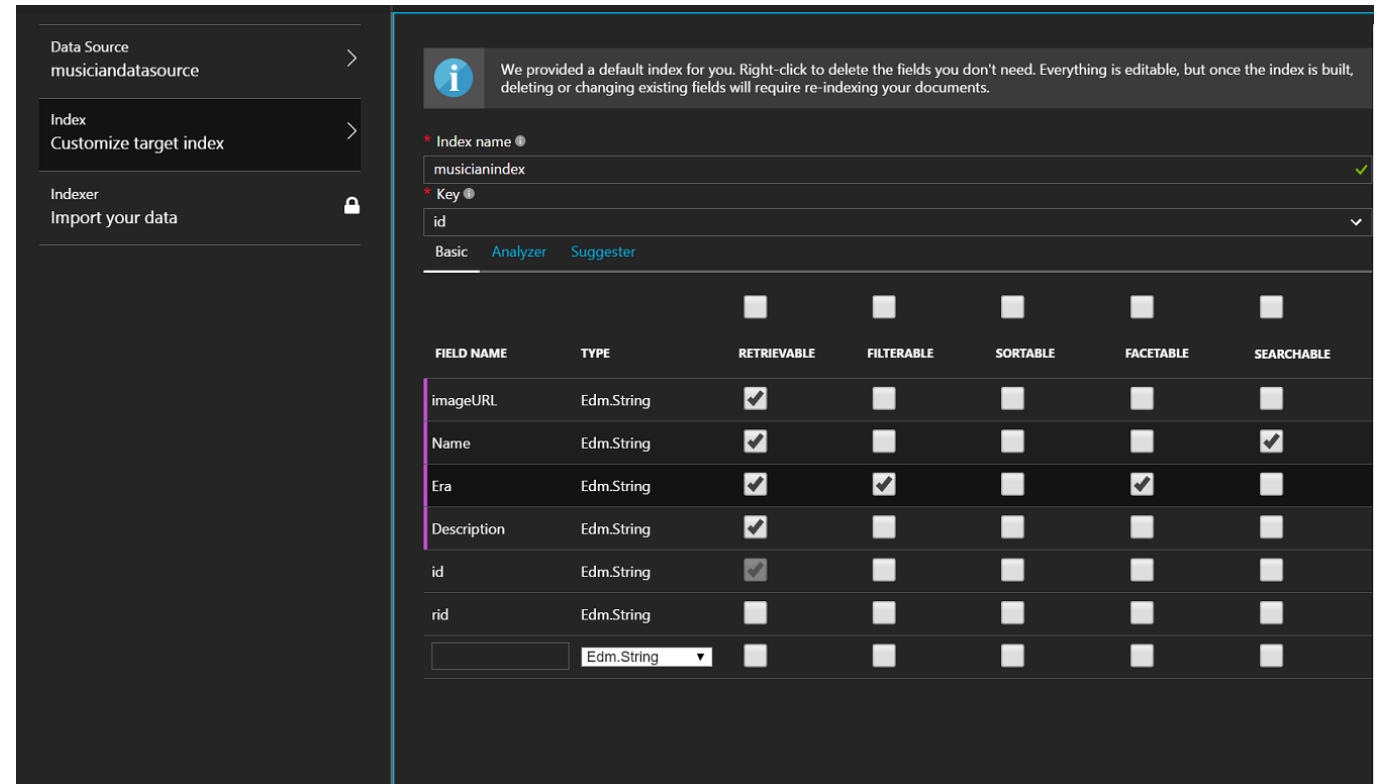 Data Source
musiciandatasource
Index
Customize target index
Indexer
Import your data
We provided a default index for you. Right-click to delete the fields you don't need. Everything is editable, but once the index is built,
deleting or changing existing fields will require re-indexing your documents.
* Index name
musicianindex
* Key
id
Basic Analyzer Suggester
FIELD NAME TYPE RETRIEVABLE FILTERABLE SORTABLE FACETABLE SEARCHABLE
imageURL Edm.String
Name Edm.String
Era Edm.String
Description Edm.String
id Edm.String
rid Edm.String
Edm.String